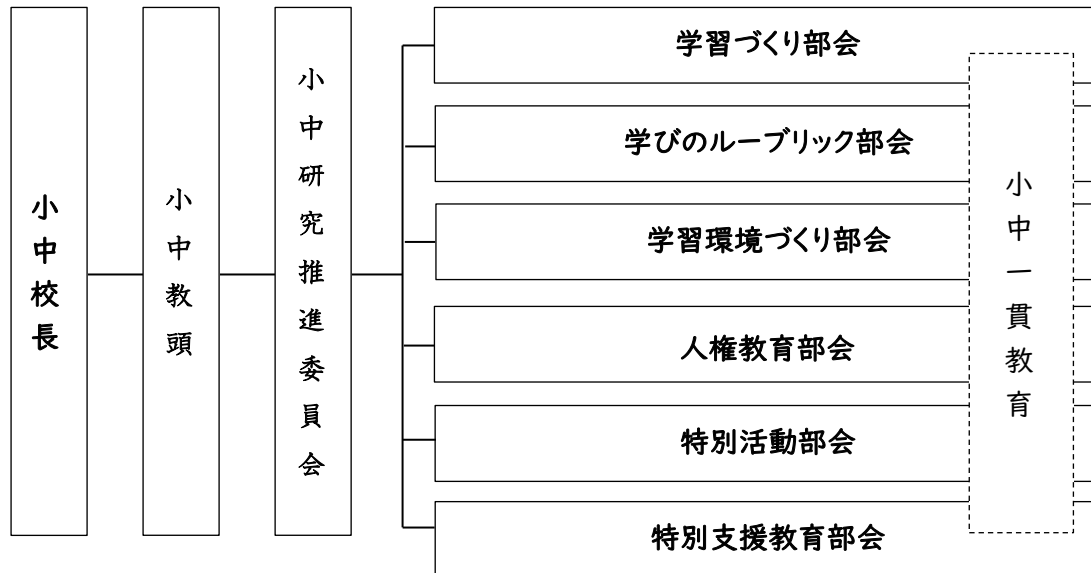 小中校長
小中教頭
小中研究推進委員会
学習づくり部会
学びのルーブリック部会
学習環境づくり部会
人権教育部会
特別活動部会
特別支援教育部会
小中一貫教育